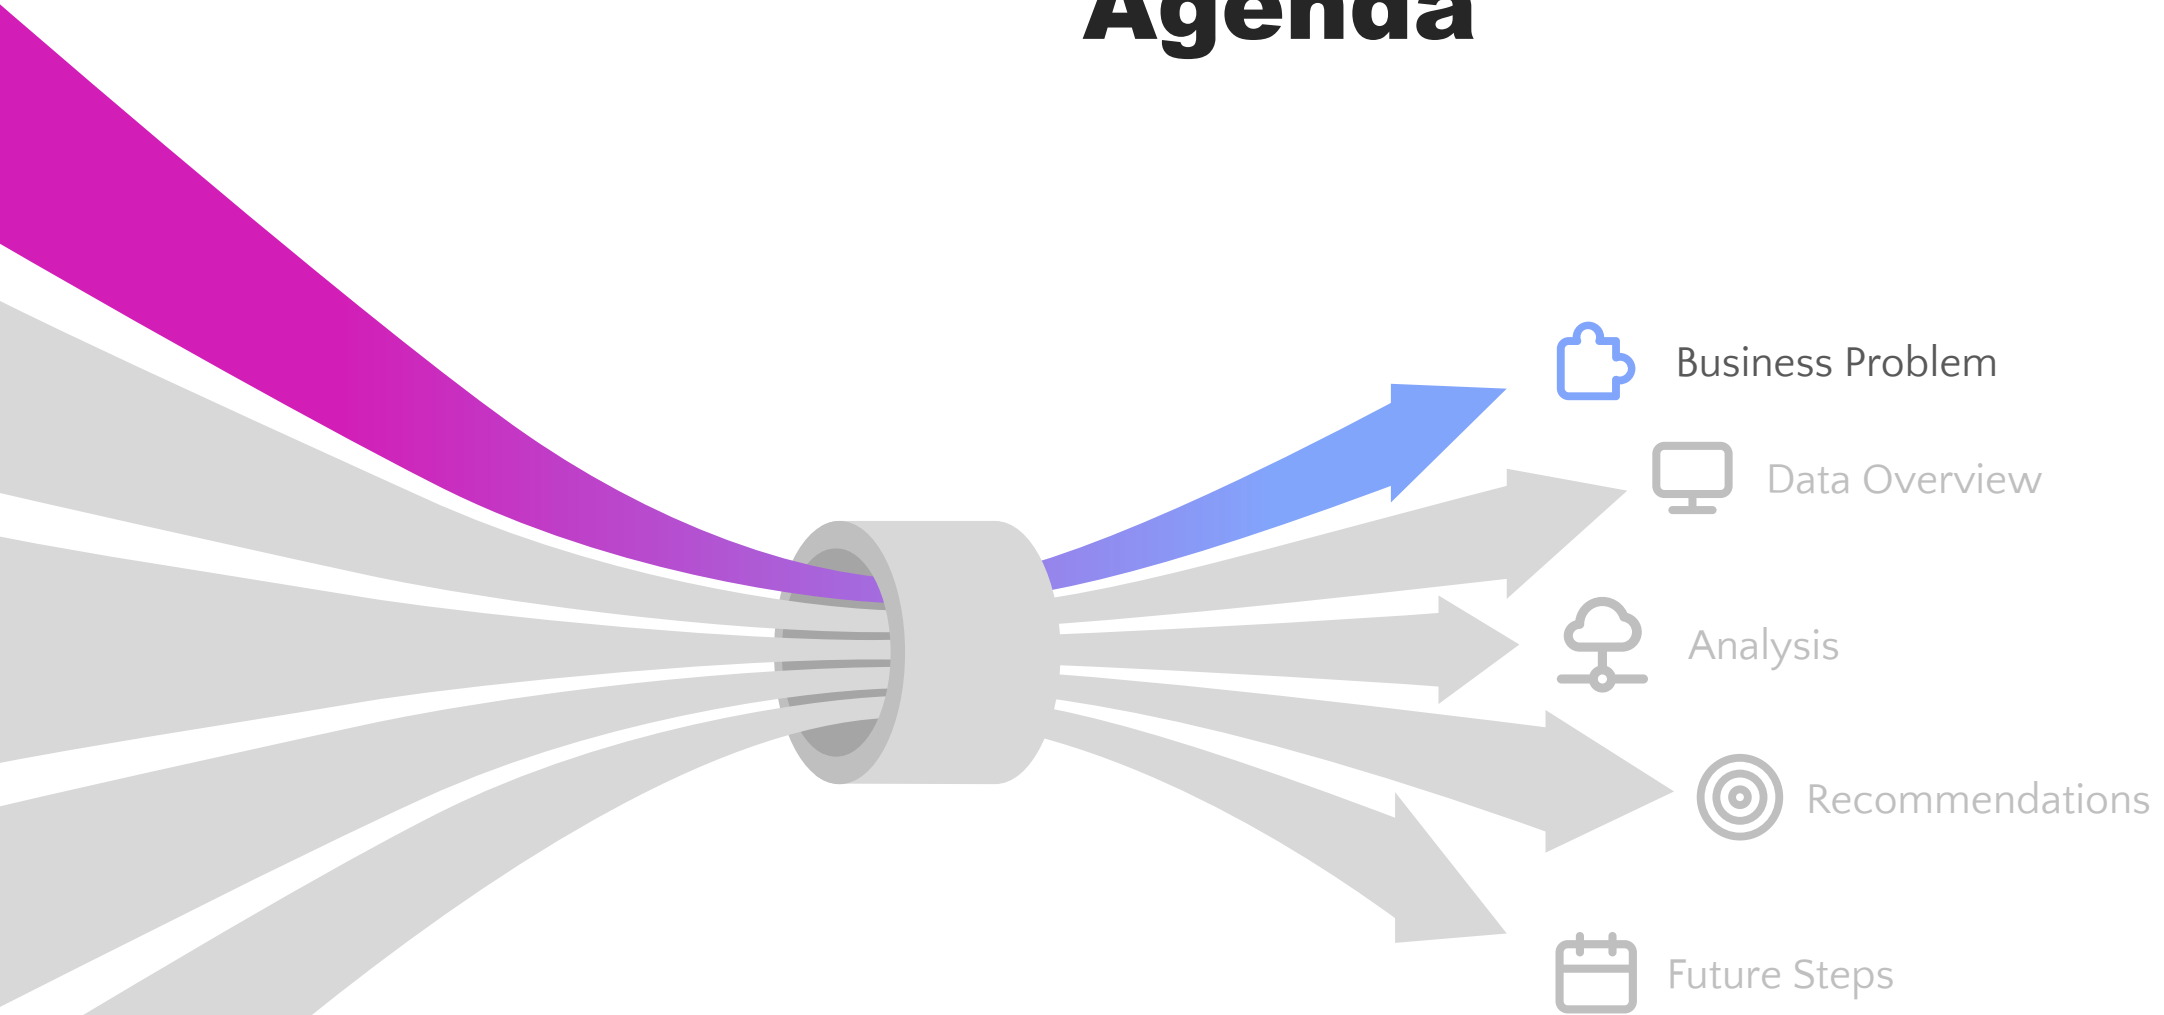 Agenda
Business Problem
Data Overview
Analysis
Recommendations
Future Steps